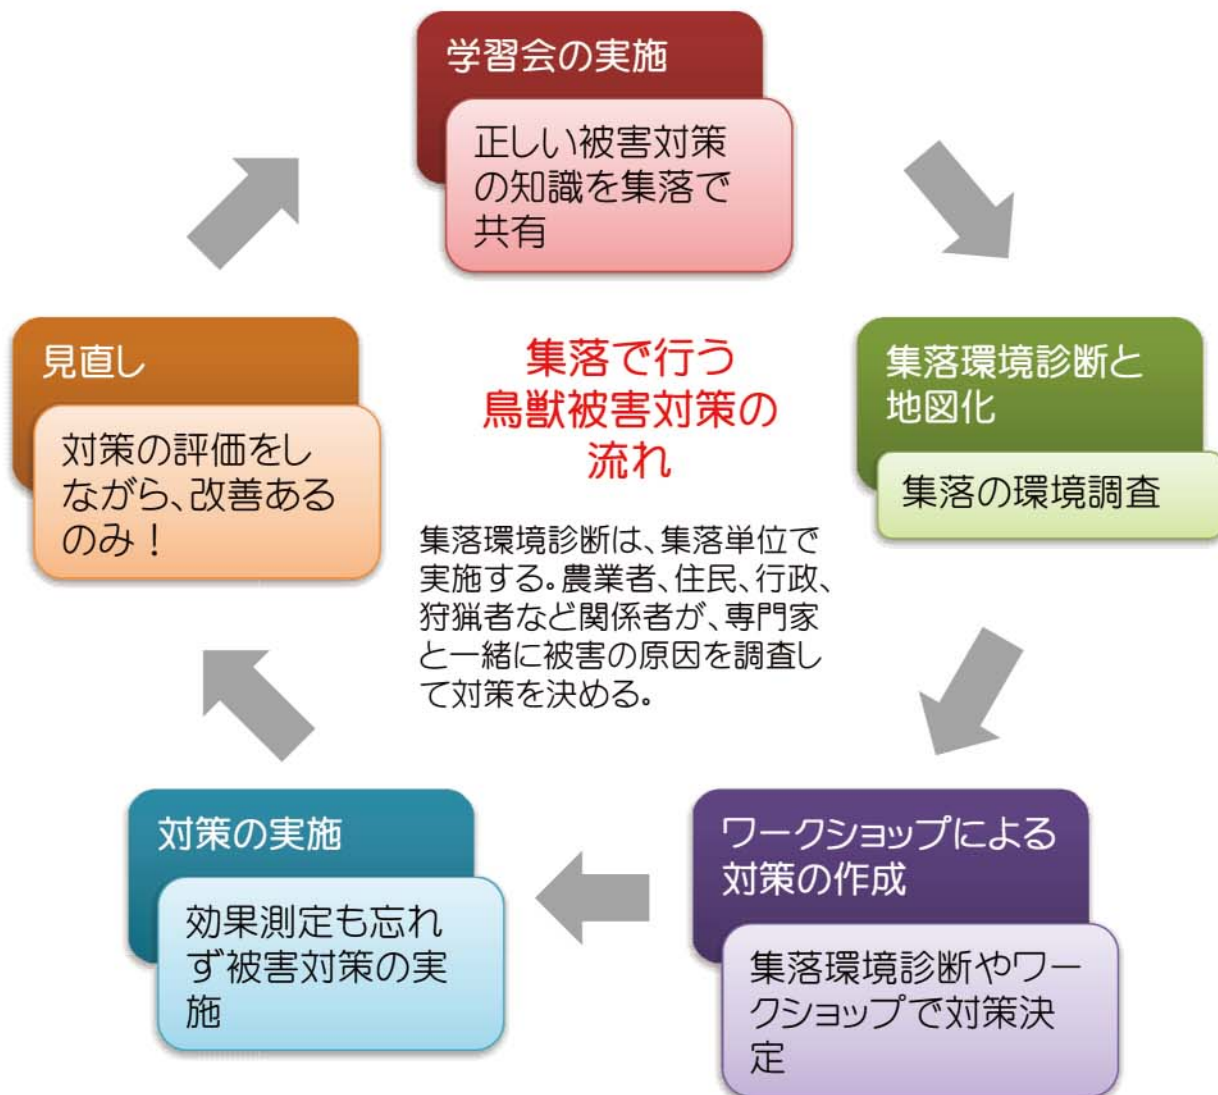 学習会の実施
正しい被害対策
の知識を集落で
共有
集落で行う
鳥獣被害対策の
流れ
集落環境診断は、集落単位で
実施する。農業者、住民、行政、
狩猟者など関係者が、専門家
と一緒に被害の原因を調査し
て対策を決める。
集落環境診断と
地図化
集落の環境調査
ワークショップによる
対策の作成
集落環境診断やワー
クショップで対策決
定
対策の実施
効果測定も忘れ
ず被害対策の実
施
見直し
対策の評価をし
ながら、改善ある
のみ！